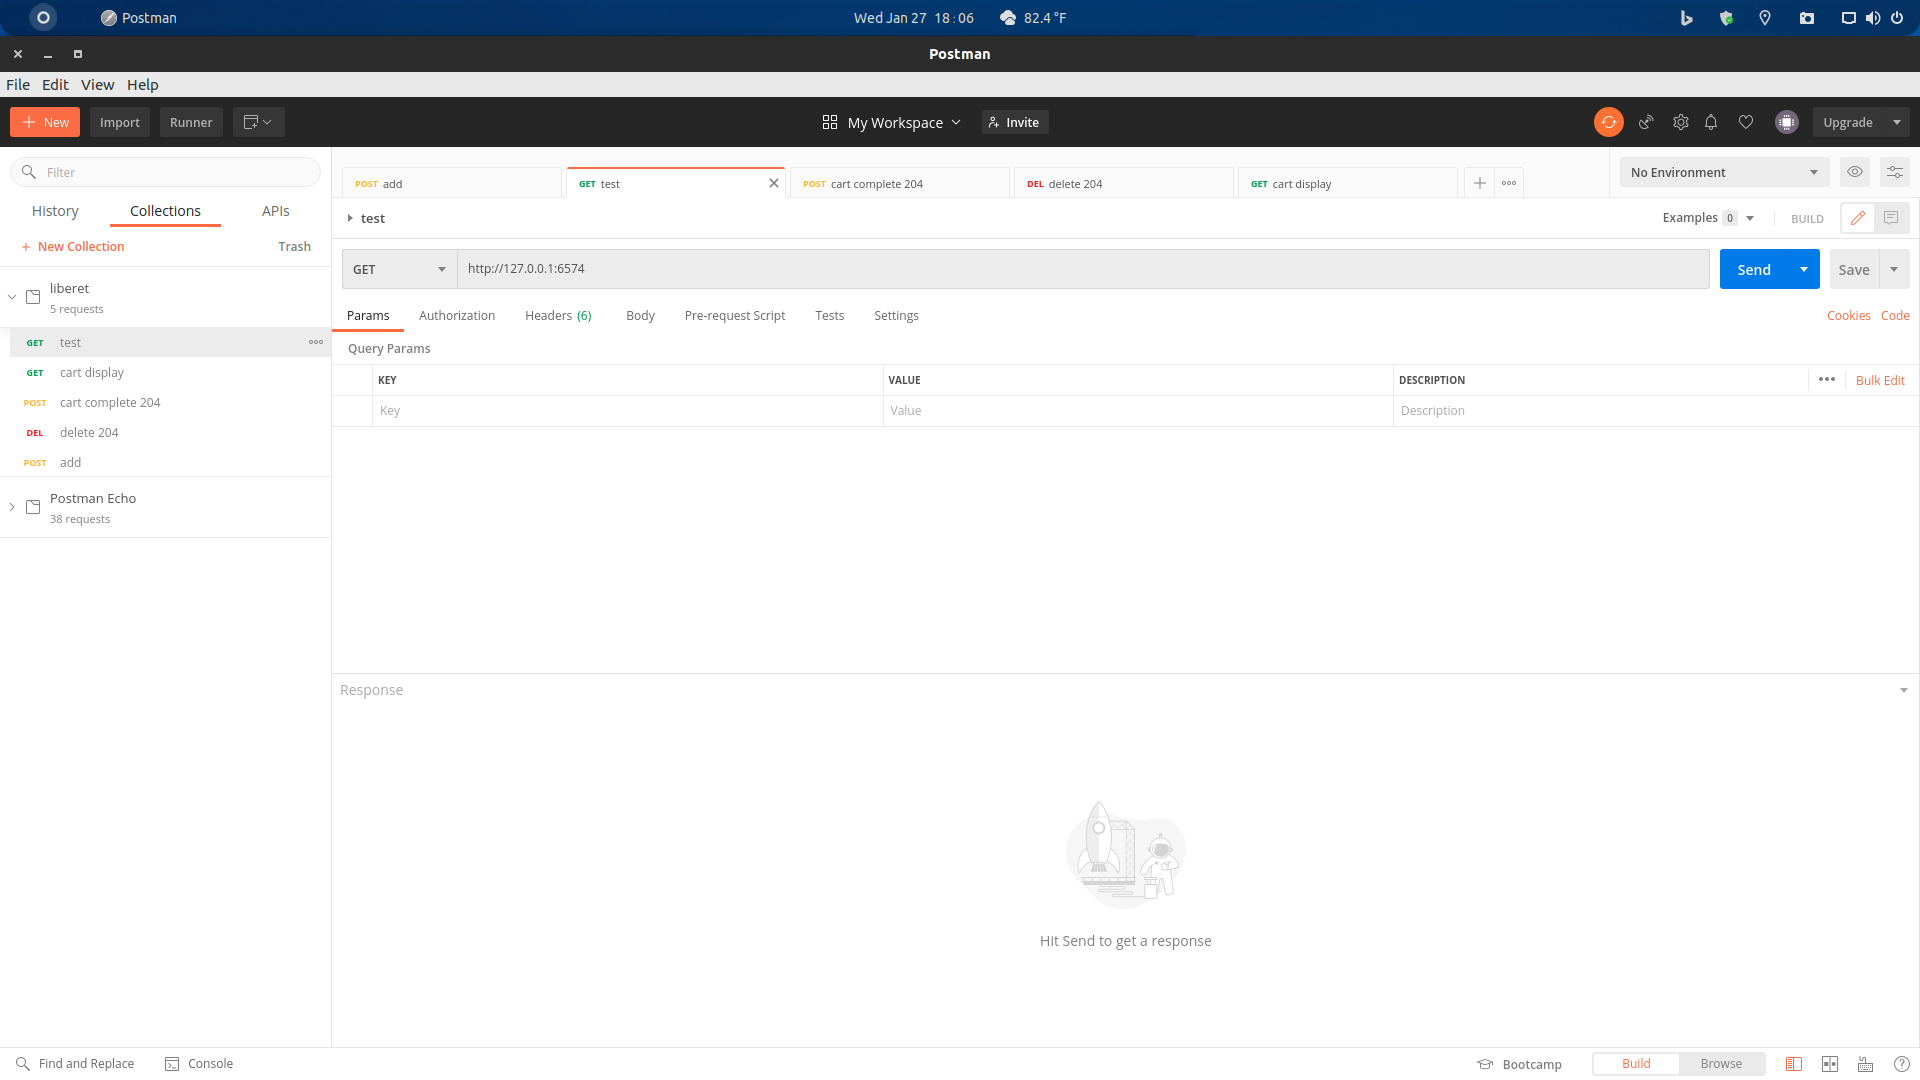 Postman
Wed Jan 27 18:06
82.4 °F
Postman
File Edit View Help
New
Import
Runner
My Workspace
Invite
Upgrade
Filter
History
Collections
APIs
+ New Collection
Trash
liberet
5 requests
GET test
GET cart display
POST cart complete 204
DEL delete 204
POST add
Postman Echo
38 requests
POST add
GET test
POST cart complete 204
DEL delete 204
GET cart display
No Environment
test
Examples 0
BUILD
GET
http://127.0.0.1:6574
Send
Save
Params
Authorization
Headers (6)
Body
Pre-request Script
Tests
Settings
Cookies
Code
Query Params
KEY
VALUE
DESCRIPTION
Bulk Edit
Key
Value
Description
Response
Hit Send to get a response
Find and Replace
Console
Bootcamp
Build
Browse